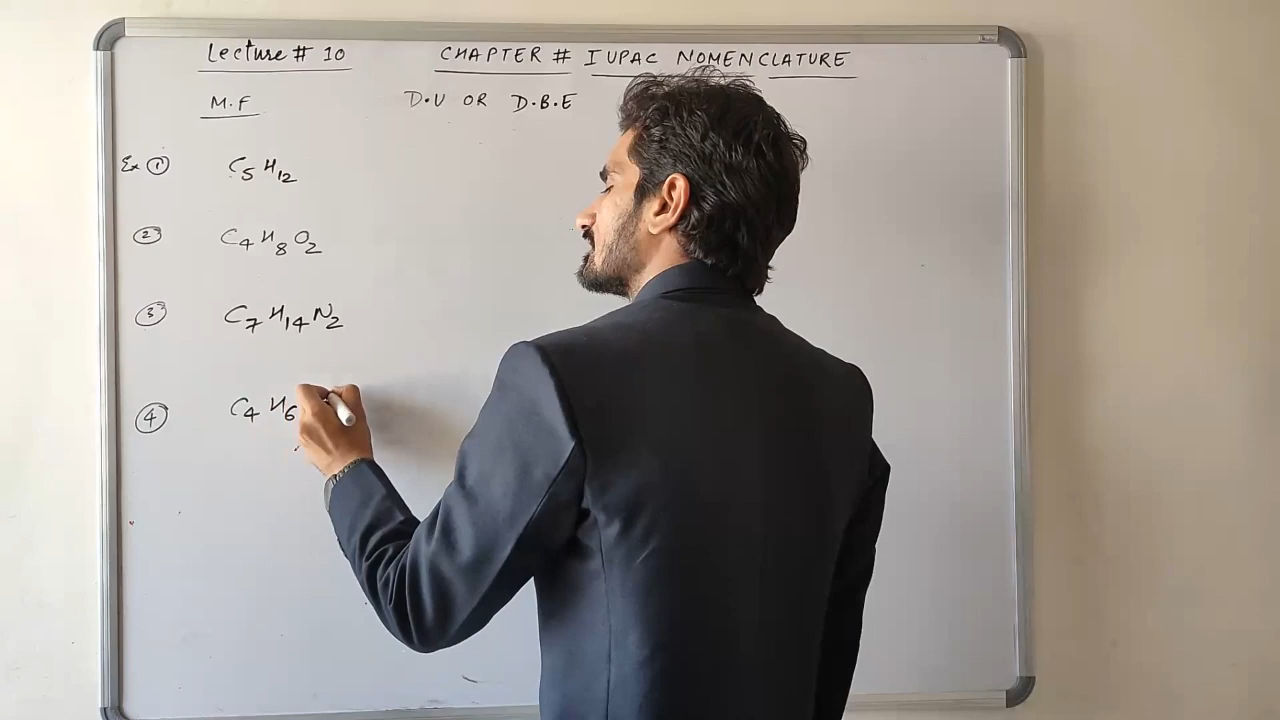 Lecture # 10 CHAPTER # IUPAC NOMENCLATURE
M.F D.U OR D.B.E
Ex ① C5H12
② C4H8O2
③ C7H14N2
④ C4H6